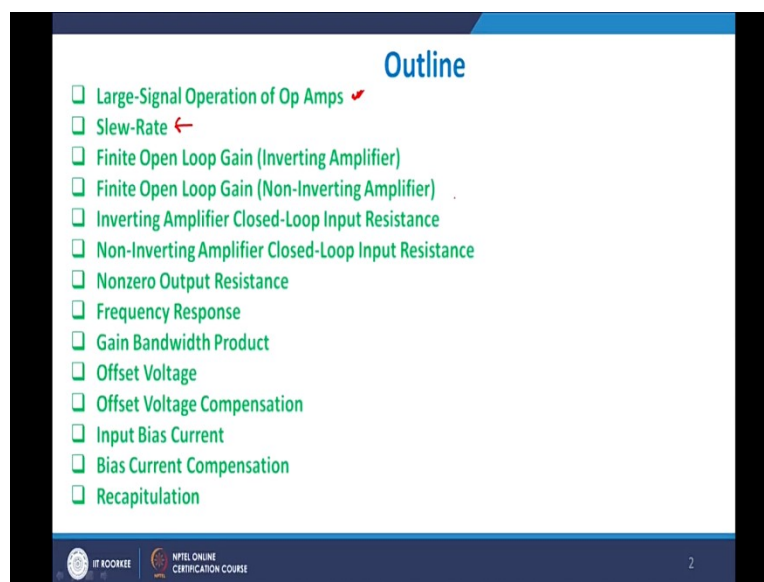 Outline
Large-Signal Operation of Op Amps
Slew-Rate
Finite Open Loop Gain (Inverting Amplifier)
Finite Open Loop Gain (Non-Inverting Amplifier)
Inverting Amplifier Closed-Loop Input Resistance
Non-Inverting Amplifier Closed-Loop Input Resistance
Nonzero Output Resistance
Frequency Response
Gain Bandwidth Product
Offset Voltage
Offset Voltage Compensation
Input Bias Current
Bias Current Compensation
Recapitulation
IIT ROORKEE
NPTEL ONLINE
CERTIFICATION COURSE
2